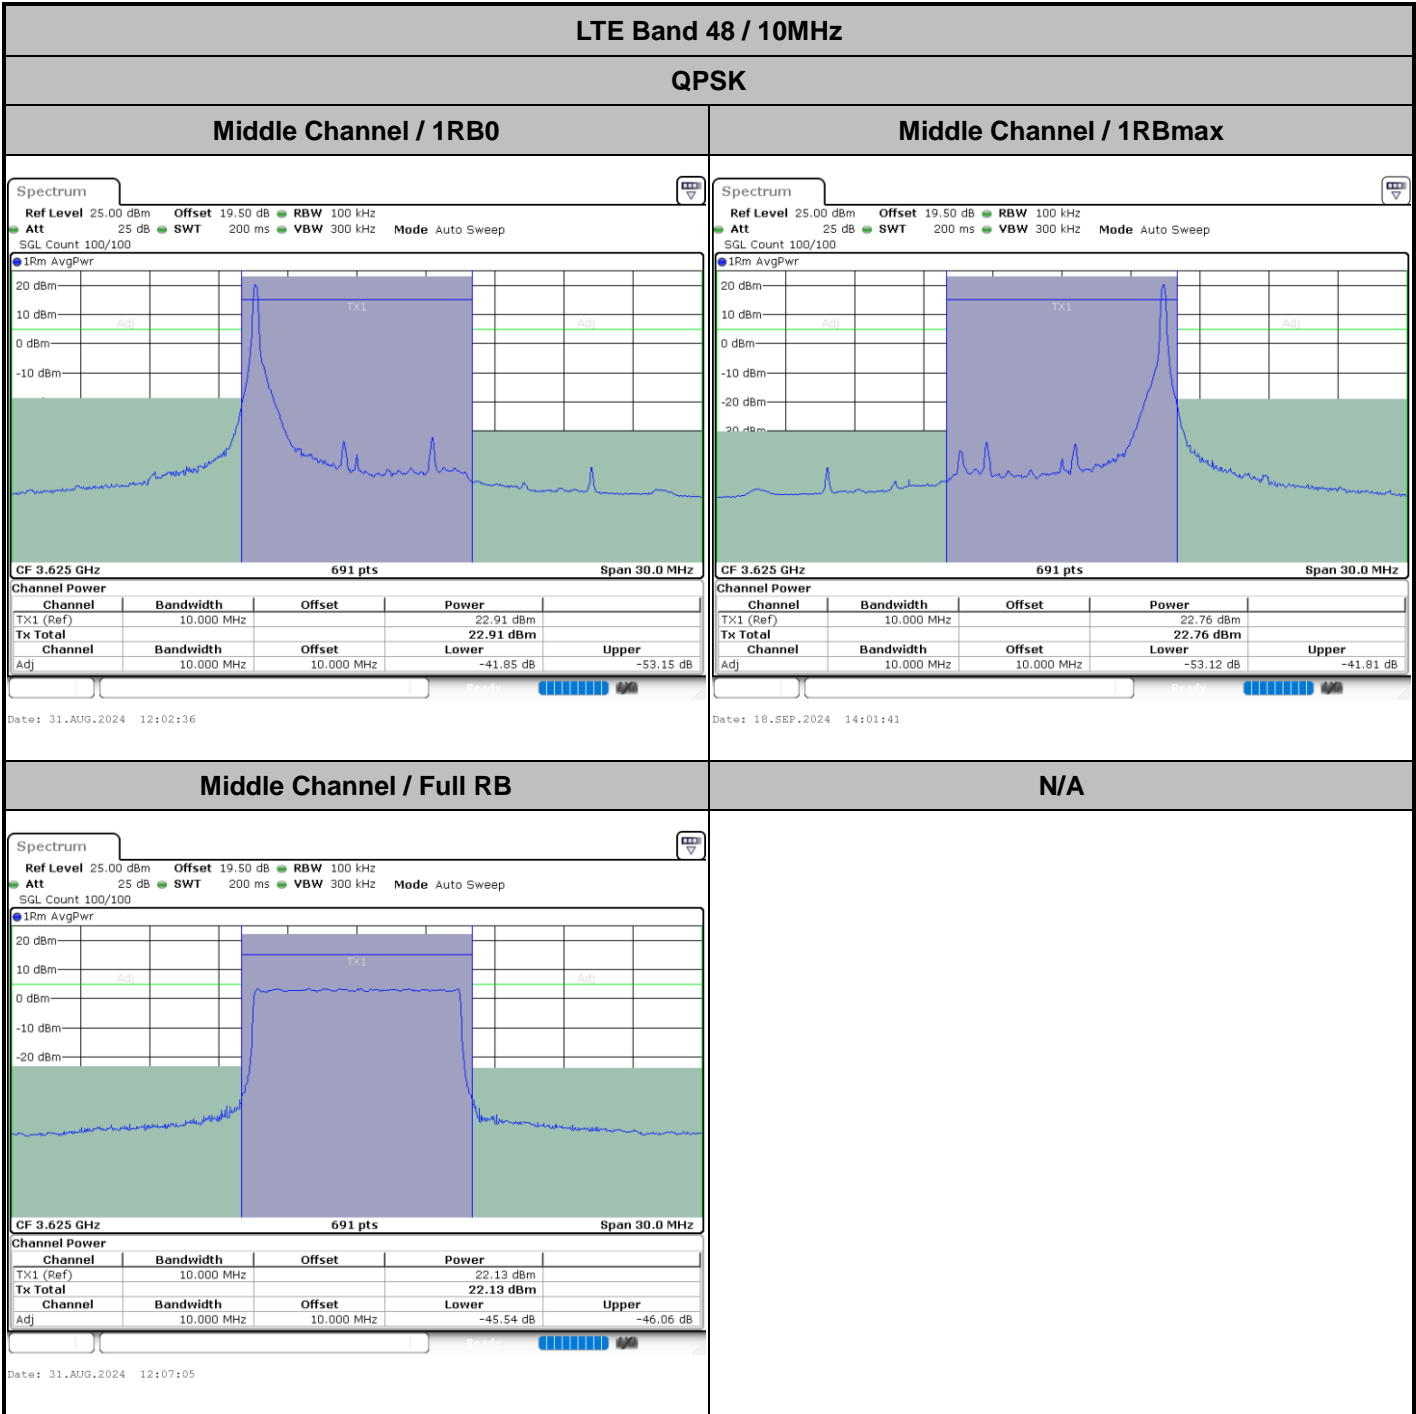 LTE Band 48 / 10MHz
QPSK
Middle Channel / 1RB0
Middle Channel / 1RBmax
Spectrum
Ref Level 25.00 dBm Offset 19.50 dB RBW 100 kHz
Att 25 dB SWT 200 ms VBW 300 kHz Mode Auto Sweep
SGL Count 100/100
1Rm AvgPwr
20 dBm
10 dBm
0 dBm
-10 dBm
Adj
TX1
Adj
CF 3.625 GHz 691 pts Span 30.0 MHz
Channel Power
Channel Bandwidth Offset Power
TX1 (Ref) 10.000 MHz 22.91 dBm
Tx Total 22.91 dBm
Channel Bandwidth Offset Lower Upper
Adj 10.000 MHz 10.000 MHz -41.85 dB -53.15 dB
Ready
Date: 31.AUG.2024 12:02:36
Spectrum
Ref Level 25.00 dBm Offset 19.50 dB RBW 100 kHz
Att 25 dB SWT 200 ms VBW 300 kHz Mode Auto Sweep
SGL Count 100/100
1Rm AvgPwr
20 dBm
10 dBm
0 dBm
-10 dBm
-20 dBm
Adj
TX1
Adj
CF 3.625 GHz 691 pts Span 30.0 MHz
Channel Power
Channel Bandwidth Offset Power
TX1 (Ref) 10.000 MHz 22.76 dBm
Tx Total 22.76 dBm
Channel Bandwidth Offset Lower Upper
Adj 10.000 MHz 10.000 MHz -53.12 dB -41.81 dB
Ready
Date: 18.SEP.2024 14:01:41
Middle Channel / Full RB
N/A
Spectrum
Ref Level 25.00 dBm Offset 19.50 dB RBW 100 kHz
Att 25 dB SWT 200 ms VBW 300 kHz Mode Auto Sweep
SGL Count 100/100
1Rm AvgPwr
20 dBm
10 dBm
0 dBm
-10 dBm
-20 dBm
Adj
TX1
Adj
CF 3.625 GHz 691 pts Span 30.0 MHz
Channel Power
Channel Bandwidth Offset Power
TX1 (Ref) 10.000 MHz 22.13 dBm
Tx Total 22.13 dBm
Channel Bandwidth Offset Lower Upper
Adj 10.000 MHz 10.000 MHz -45.54 dB -46.06 dB
Ready
Date: 31.AUG.2024 12:07:05